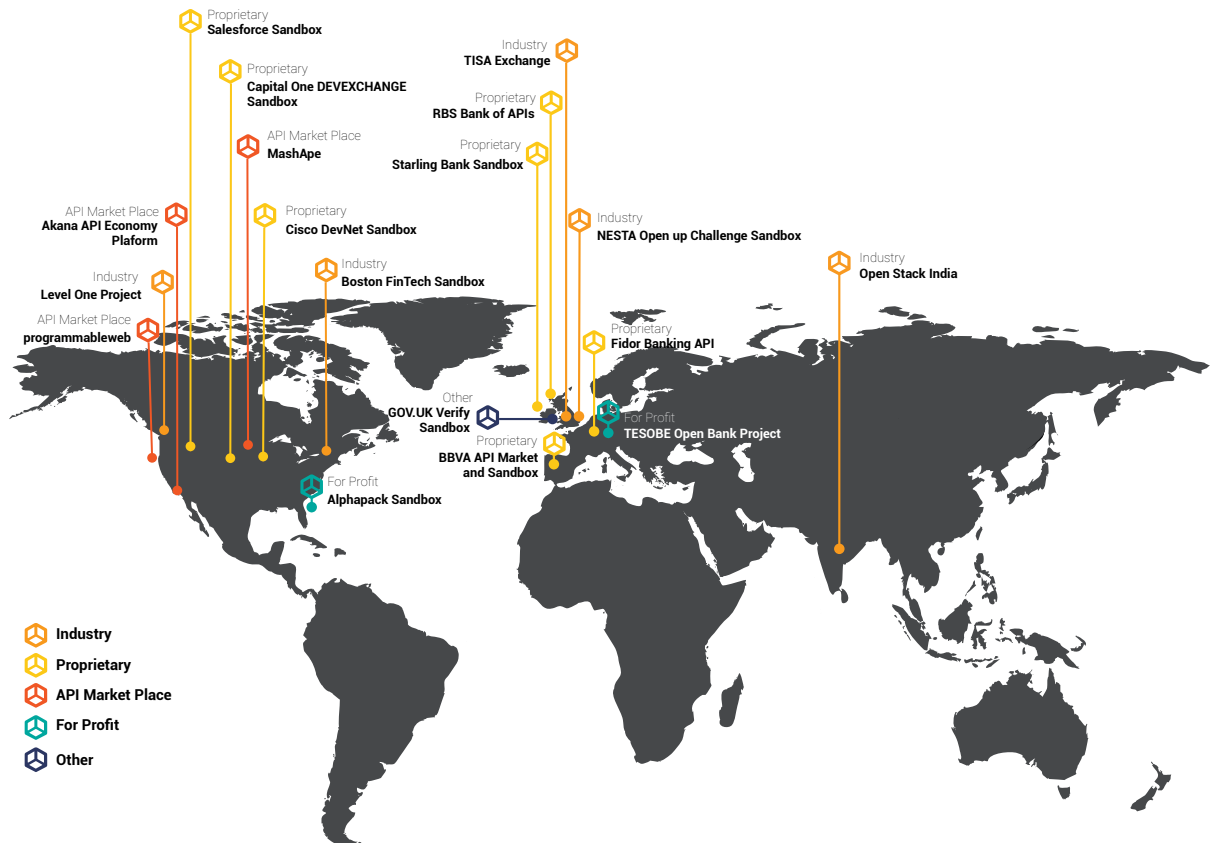 Proprietary
Salesforce Sandbox
Proprietary
Capital One DEVEXCHANGE
Sandbox
API Market Place
MashApe
API Market Place
Akana API Economy
Plaform
Proprietary
Cisco DevNet Sandbox
Industry
Level One Project
Industry
Boston FinTech Sandbox
API Market Place
programmableweb
For Profit
Alphapack Sandbox
Industry
TISA Exchange
Proprietary
RBS Bank of APIs
Proprietary
Starling Bank Sandbox
Industry
NESTA Open up Challenge Sandbox
Industry
Open Stack India
Proprietary
Fidor Banking API
Other
GOV.UK Verify
Sandbox
For Profit
TESOBE Open Bank Project
Proprietary
BBVA API Market
and Sandbox
Industry
Proprietary
API Market Place
For Profit
Other